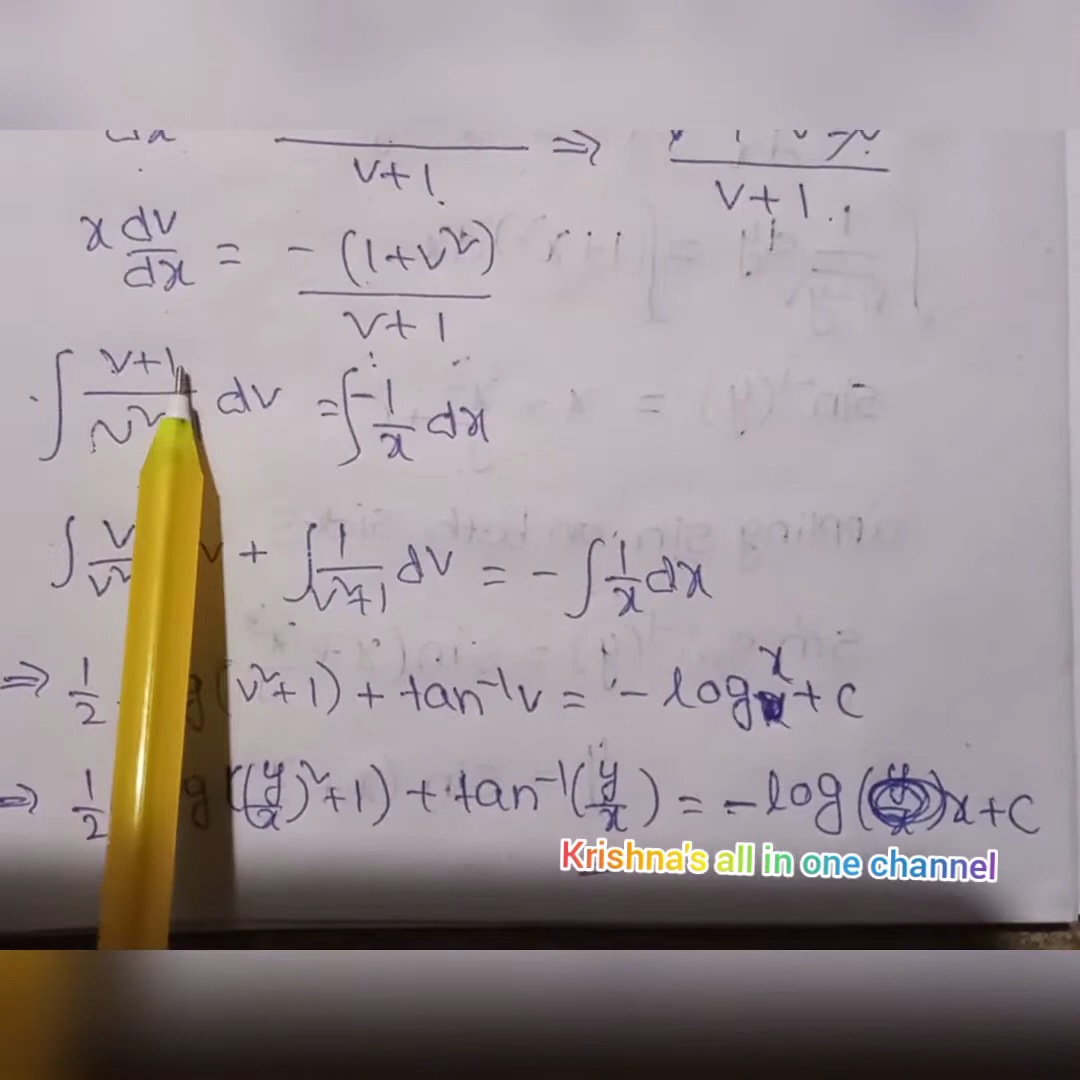 v+1 ⇒ v+1
x dv/dx = - (1+v²)/v+1
∫ v+1/v² dv = ∫ -1/x dx
∫ v/v² v + ∫ 1/v²+1 dv = - ∫ 1/x dx
⇒ 1/2 g(v²+1) + tan⁻¹v = - log x + c
⇒ 1/2 g((y/x)²+1) + tan⁻¹(y/x) = - log( )x + c
Krishna's all in one channel